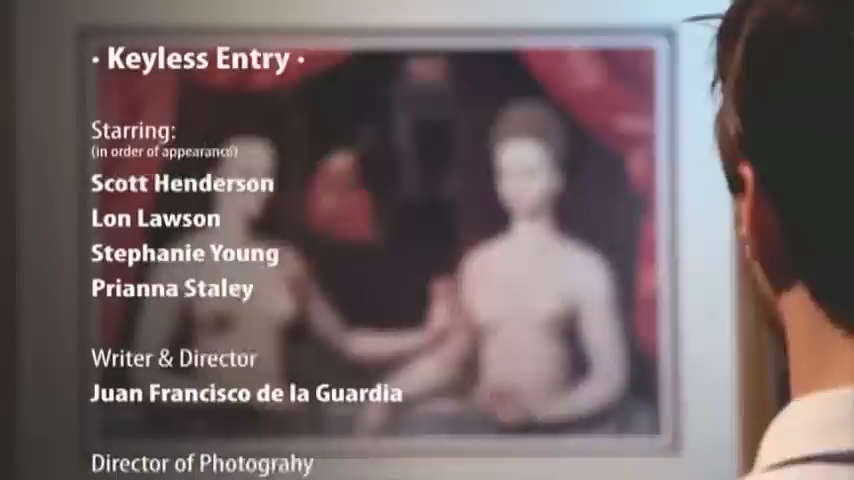 · Keyless Entry ·
Starring:
(in order of appearance)
Scott Henderson
Lon Lawson
Stephanie Young
Prianna Staley
Writer & Director
Juan Francisco de la Guardia
Director of Photograhy